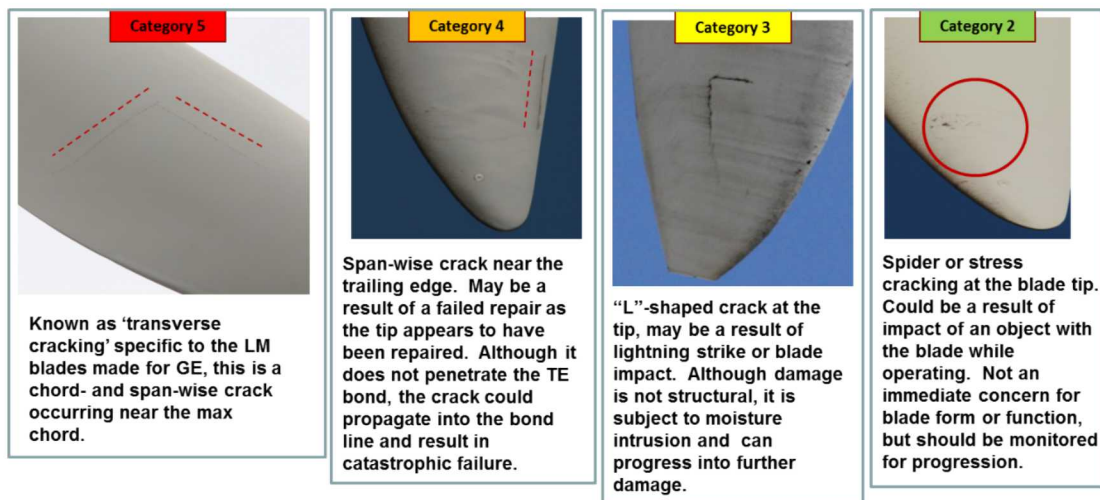 Category 5
Known as ‘transverse
cracking’ specific to the LM
blades made for GE, this is a
chord- and span-wise crack
occurring near the max
chord.
Category 4
Span-wise crack near the
trailing edge.  May be a
result of a failed repair as
the tip appears to have
been repaired.  Although it
does not penetrate the TE
bond, the crack could
propagate into the bond
line and result in
catastrophic failure.
Category 3
“L”-shaped crack at the
tip, may be a result of
lightning strike or blade
impact.  Although damage
is not structural, it is
subject to moisture
intrusion and  can
progress into further
damage.
Category 2
Spider or stress
cracking at the blade tip.
Could be a result of
impact of an object with
the blade while
operating.  Not an
immediate concern for
blade form or function,
but should be monitored
for progression.